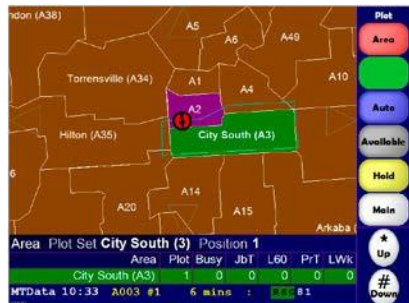 ndon (A38)
A5
A6
A49
Torrensville (A34)
A1
A4
A10
A2
Hilton (A35)
City South (A3)
6
A14
A20
A15
Arkaba (
Plot
Area
Auto
Available
Hold
Main
* Up
# Down
Area Plot Set City South (3) Position 1
Area Plot Busy JbT L60 PrT LWk
City South (A3) 1 0 0 0 0 0
MTData 10:33 A003 #1 6 mins : 81